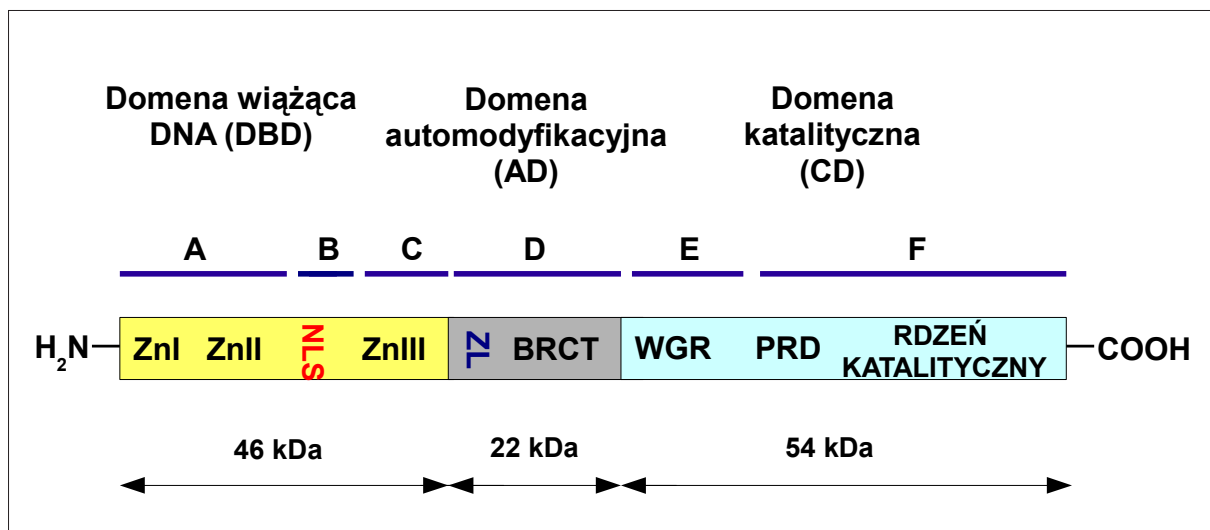 Domena wiążąca
DNA (DBD)
Domena
automodyfikacyjna
(AD)
Domena
katalityczna
(CD)
A B C D E F
H₂N ZnI ZnII NLS ZnIII ZL BRCT WGR PRD RDZEŃ
KATALITYCZNY COOH
46 kDa 22 kDa 54 kDa